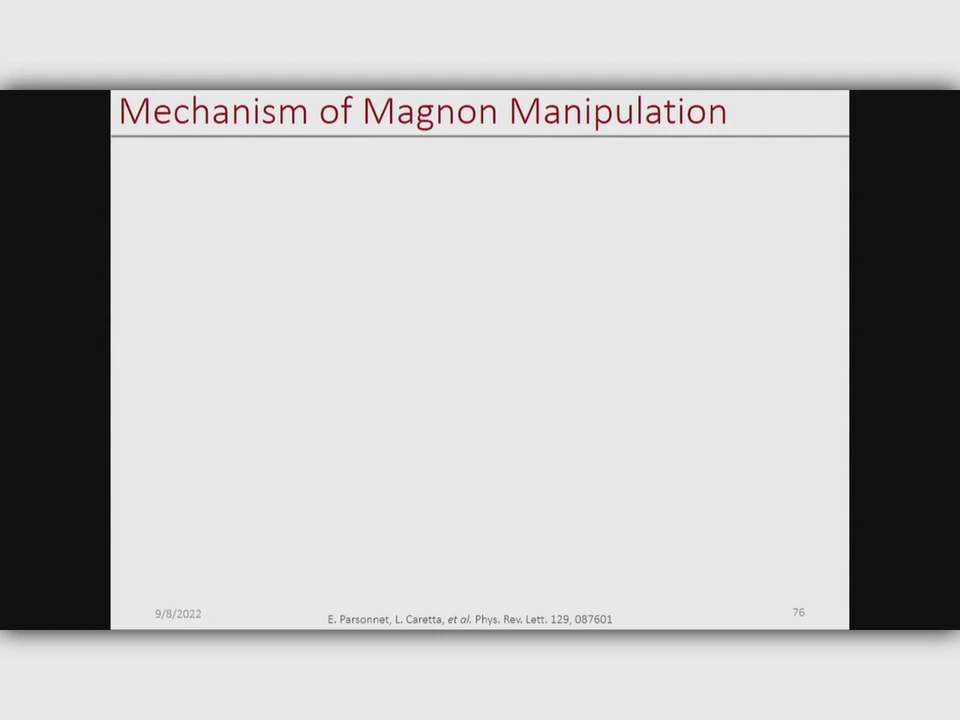 Mechanism of Magnon Manipulation
9/8/2022
E. Parsonnet, L. Caretta, et al. Phys. Rev. Lett. 129, 087601
76